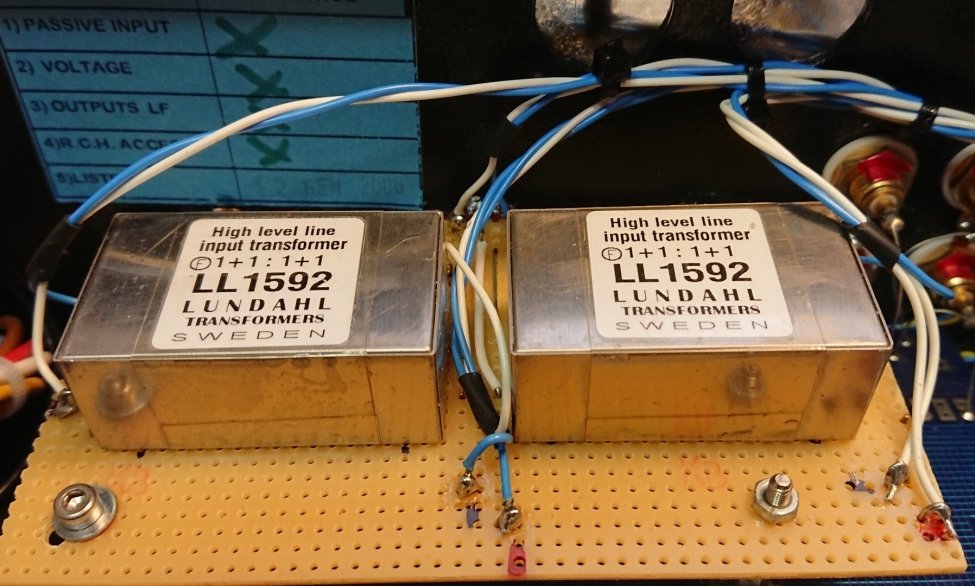 1) PASSIVE INPUT
2) VOLTAGE
3) OUTPUTS LF
4) R.C.H.
High level line
input transformer
E 1+1 : 1+1
LL1592
LUNDAHL
TRANSFORMERS
SWEDEN
High level line
input transformer
E 1+1 : 1+1
LL1592
LUNDAHL
TRANSFORMERS
SWEDEN